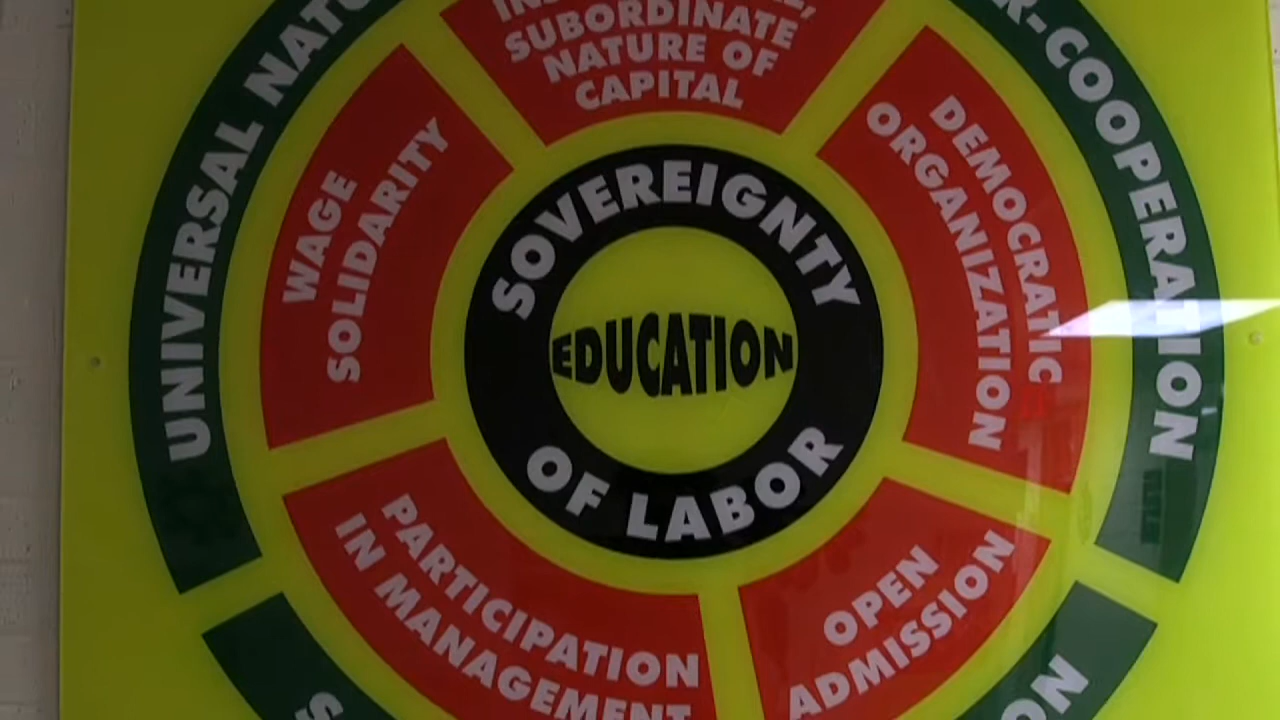 SUBORDINATE
NATURE OF
CAPITAL
DEMOCRATIC
ORGANIZATION
OPEN
ADMISSION
PARTICIPATION
IN MANAGEMENT
WAGE
SOLIDARITY
SOVEREIGNTY
OF LABOR
EDUCATION
UNIVERSAL
-COOPERATION